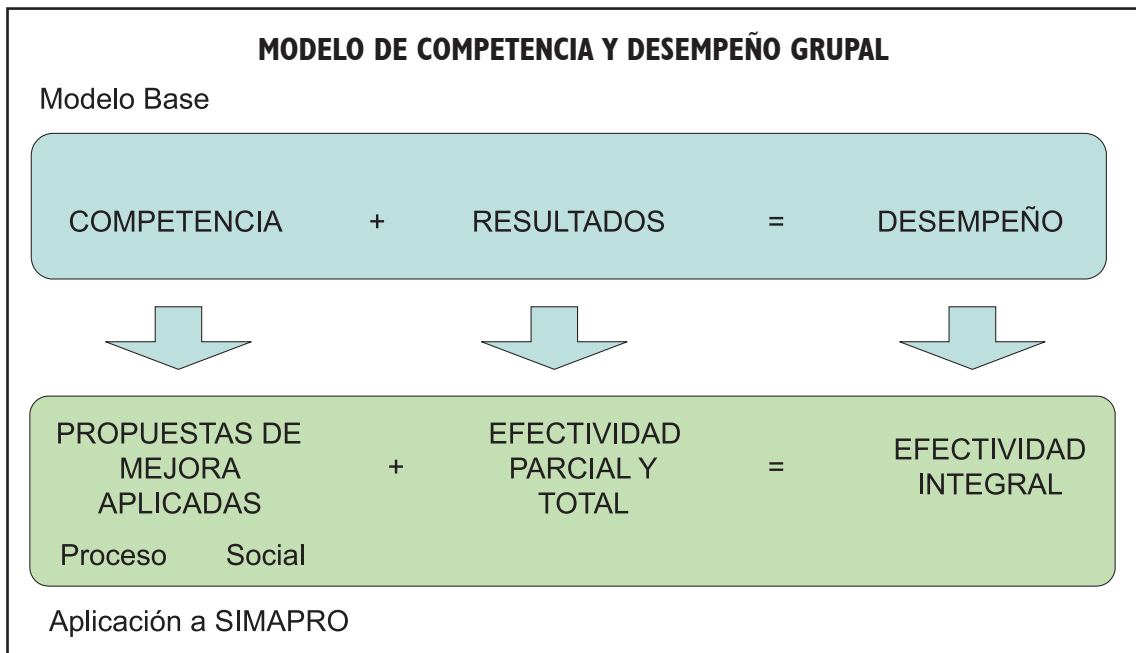 MODELO DE COMPETENCIA Y DESEMPEÑO GRUPAL
Modelo Base
COMPETENCIA + RESULTADOS = DESEMPEÑO
PROPUESTAS DE MEJORA APLICADAS + EFECTIVIDAD PARCIAL Y TOTAL = EFECTIVIDAD INTEGRAL
Proceso Social
Aplicación a SIMAPRO